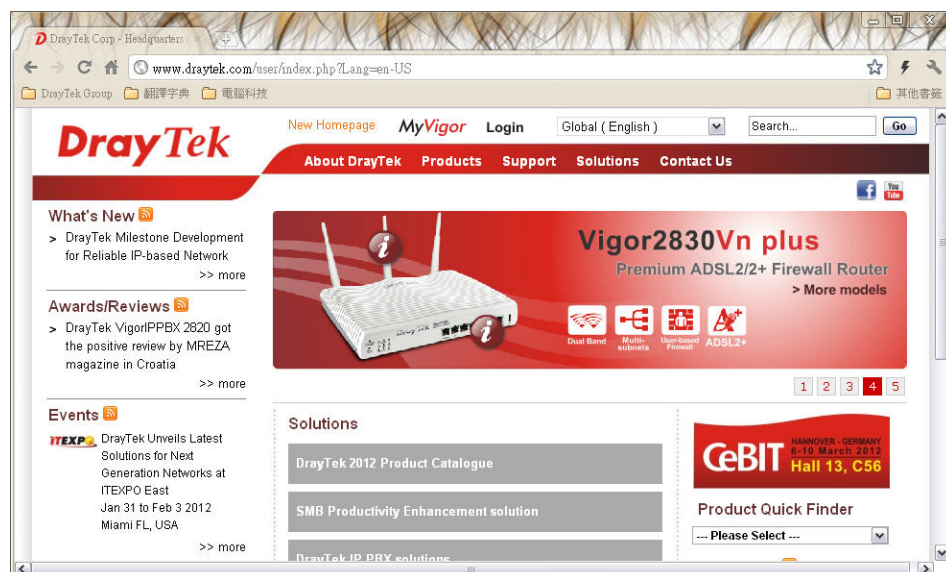 DrayTek Corp - Headquarters
www.draytek.com/user/index.php?Lang=en-US
DrayTek Group 翻譯字典 電腦科技 其他書籤
DrayTek
New Homepage MyVigor Login Global ( English ) Search... Go
About DrayTek Products Support Solutions Contact Us
You
Tube
What's New
> DrayTek Milestone Development
for Reliable IP-based Network
>> more
Awards/Reviews
> DrayTek VigorIPPBX 2820 got
the positive review by MREZA
magazine in Croatia
>> more
Events
ITEXPO DrayTek Unveils Latest
Solutions for Next
Generation Networks at
ITEXPO East
Jan 31 to Feb 3 2012
Miami FL, USA
>> more
Vigor2830Vn plus
Premium ADSL2/2+ Firewall Router
> More models
Dual Band
Multi-
subnets
User-based
Firewall
ADSL2+
1 2 3 4 5
Solutions
DrayTek 2012 Product Catalogue
SMB Productivity Enhancement solution
DrayTek IP PBX solutions
CeBIT
HANNOVER - GERMANY
6-10 March 2012
Hall 13, C56
Product Quick Finder
--- Please Select ---